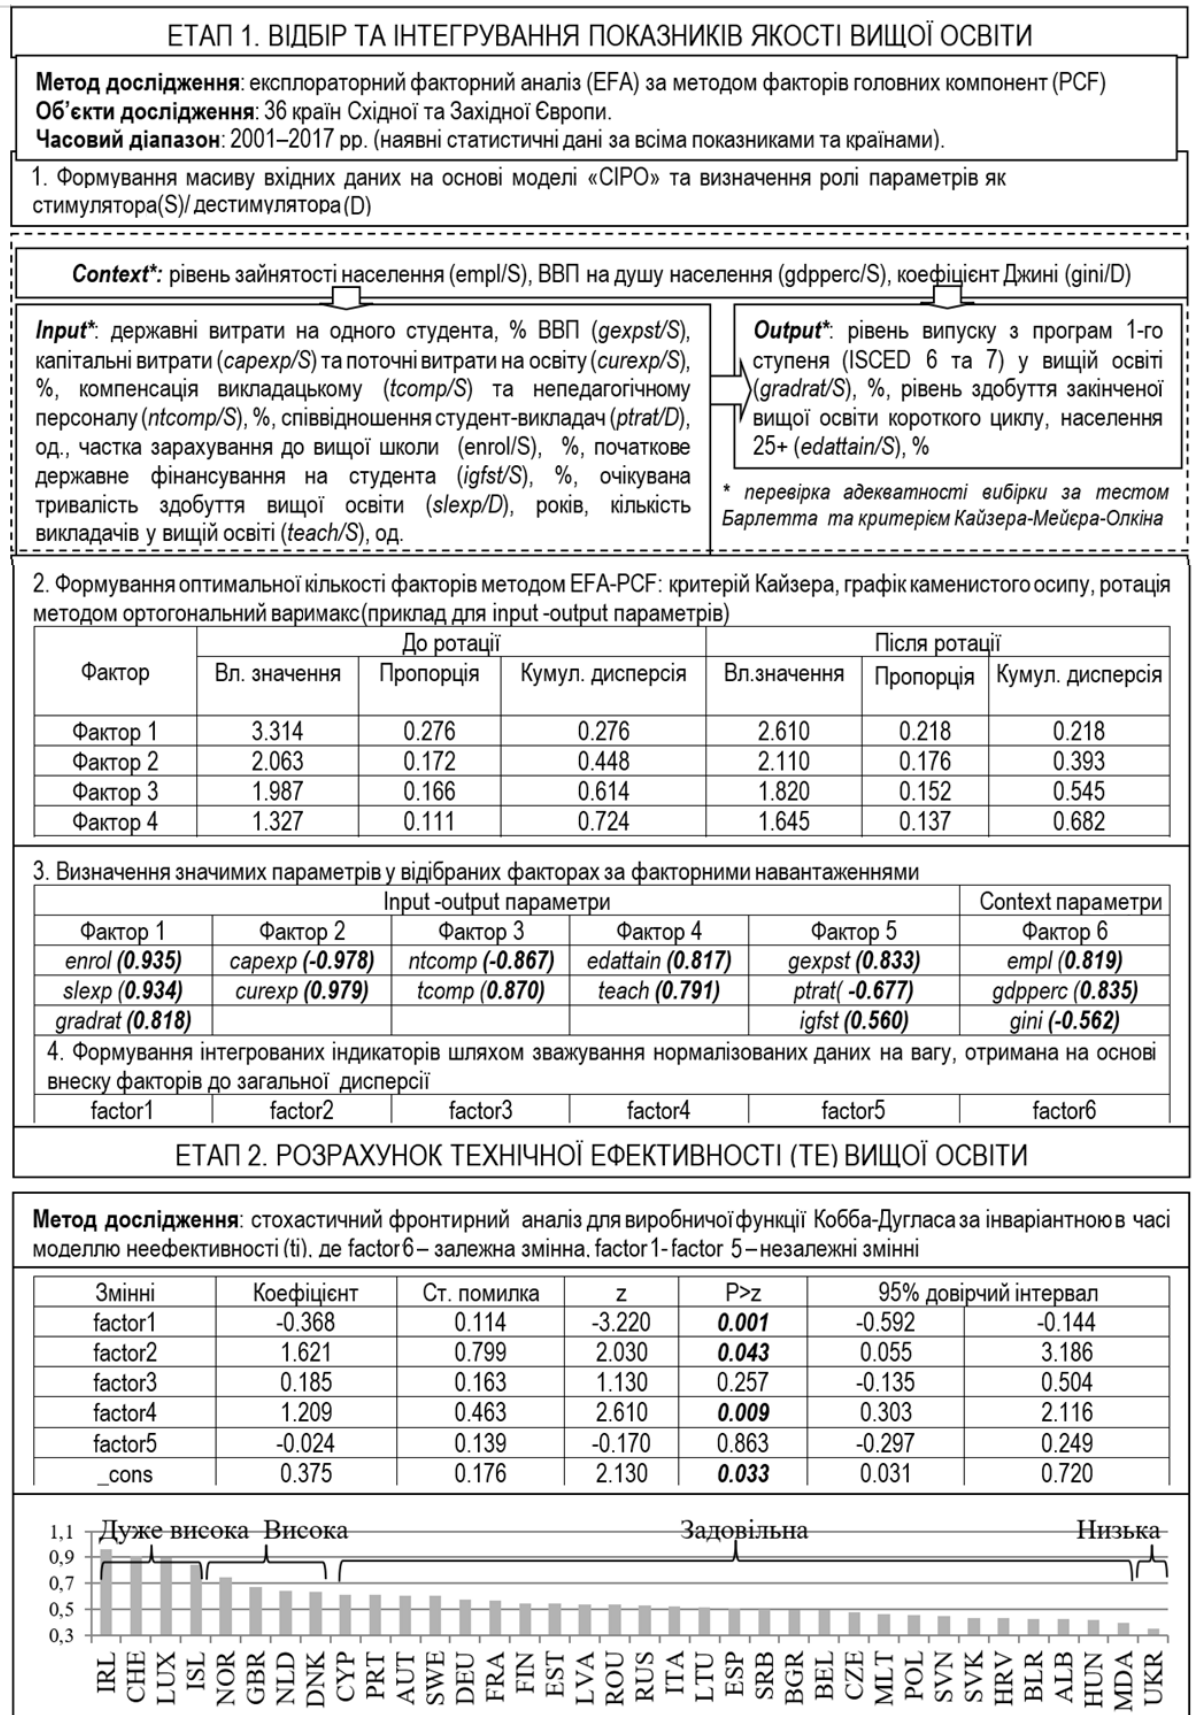 ЕТАП 1. ВІДБІР ТА ІНТЕГРУВАННЯ ПОКАЗНИКІВ ЯКОСТІ ВИЩОЇ ОСВІТИ
Метод дослідження: експлораторний факторний аналіз (EFA) за методом факторів головних компонент (PCF)
Об'єкти дослідження: 36 країн Східної та Західної Європи.
Часовий діапазон: 2001–2017 рр. (наявні статистичні дані за всіма показниками та країнами).
1. Формування масиву вхідних даних на основі моделі «CIPO» та визначення ролі параметрів як
стимулятора(S)/ дестимулятора(D)
Context*: рівень зайнятості населення (empl/S), ВВП на душу населення (gdpperc/S), коефіцієнт Джині (gini/D)
Input*: державні витрати на одного студента, % ВВП (gexpst/S),
капітальні витрати (capexp/S) та поточні витрати на освіту (curexp/S),
%, компенсація викладацькому (tcomp/S) та непедагогічному
персоналу (ntcomp/S), %, співвідношення студент-викладач (ptrat/D),
од., частка зарахування до вищої школи (enrol/S), %, початкове
державне фінансування на студента (igfst/S), %, очікувана
тривалість здобуття вищої освіти (slexp/D), років, кількість
викладачів у вищій освіті (teach/S), од.
Output*: рівень випуску з програм 1-го
ступеня (ISCED 6 та 7) у вищій освіті
(gradrat/S), %, рівень здобуття закінченої
вищої освіти короткого циклу, населення
25+ (edattain/S), %
* перевірка адекватності вибірки за тестом
Барлетта та критерієм Кайзера-Мейєра-Олкіна
2. Формування оптимальної кількості факторів методом EFA-PCF: критерій Кайзера, графік каменистого осипу, ротація
методом ортогональний варимакс(приклад для input -output параметрів)
Фактор До ротації Після ротації
Вл. значення Пропорція Кумул. дисперсія Вл.значення Пропорція Кумул. дисперсія
Фактор 1 3.314 0.276 0.276 2.610 0.218 0.218
Фактор 2 2.063 0.172 0.448 2.110 0.176 0.393
Фактор 3 1.987 0.166 0.614 1.820 0.152 0.545
Фактор 4 1.327 0.111 0.724 1.645 0.137 0.682
3. Визначення значимих параметрів у відібраних факторах за факторними навантаженнями
Input -output параметри Context параметри
Фактор 1 Фактор 2 Фактор 3 Фактор 4 Фактор 5 Фактор 6
enrol (0.935) capexp (-0.978) ntcomp (-0.867) edattain (0.817) gexpst (0.833) empl (0.819)
slexp (0.934) curexp (0.979) tcomp (0.870) teach (0.791) ptrat( -0.677) gdpperc (0.835)
gradrat (0.818) igfst (0.560) gini (-0.562)
4. Формування інтегрованих індикаторів шляхом зважування нормалізованих даних на вагу, отримана на основі
внеску факторів до загальної дисперсії
factor1 factor2 factor3 factor4 factor5 factor6
ЕТАП 2. РОЗРАХУНОК ТЕХНІЧНОЇ ЕФЕКТИВНОСТІ (ТЕ) ВИЩОЇ ОСВІТИ
Метод дослідження: стохастичний фронтирний аналіз для виробничої функції Кобба-Дугласа за інваріантною в часі
моделлю неефективності (ti), де factor 6 – залежна змінна, factor 1- factor 5 – незалежні змінні
Змінні Коефіцієнт Ст. помилка z P>z 95% довірчий інтервал
factor1 -0.368 0.114 -3.220 0.001 -0.592 -0.144
factor2 1.621 0.799 2.030 0.043 0.055 3.186
factor3 0.185 0.163 1.130 0.257 -0.135 0.504
factor4 1.209 0.463 2.610 0.009 0.303 2.116
factor5 -0.024 0.139 -0.170 0.863 -0.297 0.249
_cons 0.375 0.176 2.130 0.033 0.031 0.720
Дуже висока Висока Задовільна Низька
1,1
0,9
0,7
0,5
0,3
IRL CHE LUX ISL NOR GBR NLD DNK CYP PRT AUT SWE DEU FRA FIN EST LVA ROU RUS ITA LTU ESP SRB BGR BEL CZE MLT POL SVN SVK HRV BLR ALB HUN MDA UKR